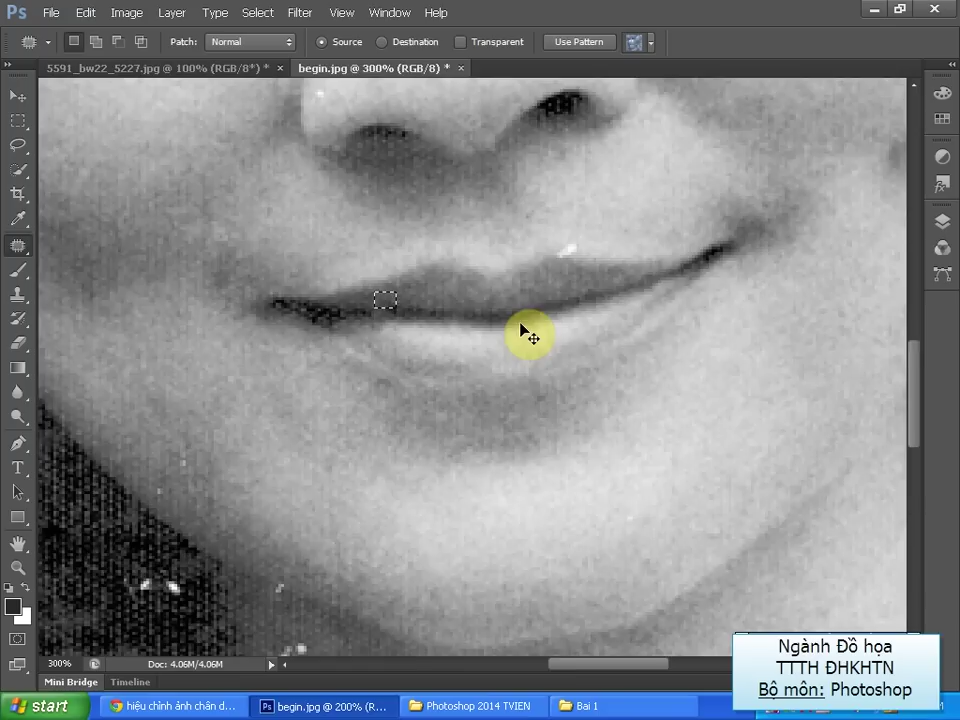 Ps File Edit Image Layer Type Select Filter View Window Help
Patch: Normal Source Destination Transparent Use Pattern
5591_bw22_5227.jpg @ 100% (RGB/8*) * × begin.jpg @ 300% (RGB/8) * ×
300% Doc: 4.06M/4.06M
Mini Bridge Timeline
Ngành Đồ họa
TTTH ĐHKHTN
Bộ môn: Photoshop
start hiệu chỉnh ảnh chân d... begin.jpg @ 200% (R... Photoshop 2014 TVIEN Bai 1